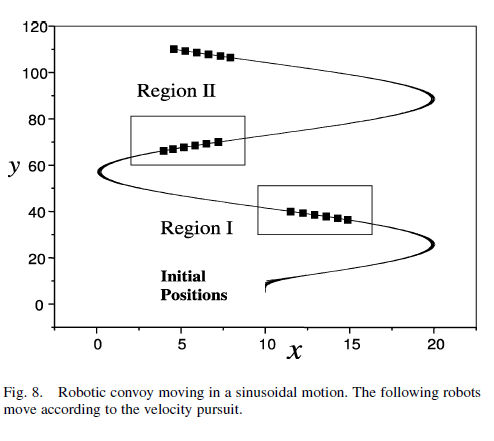 120
100
80
60
40
20
0
y
Region II
Region I
Initial
Positions
0 5 10 15 20
x
Fig. 8. Robotic convoy moving in a sinusoidal motion. The following robots
move according to the velocity pursuit.